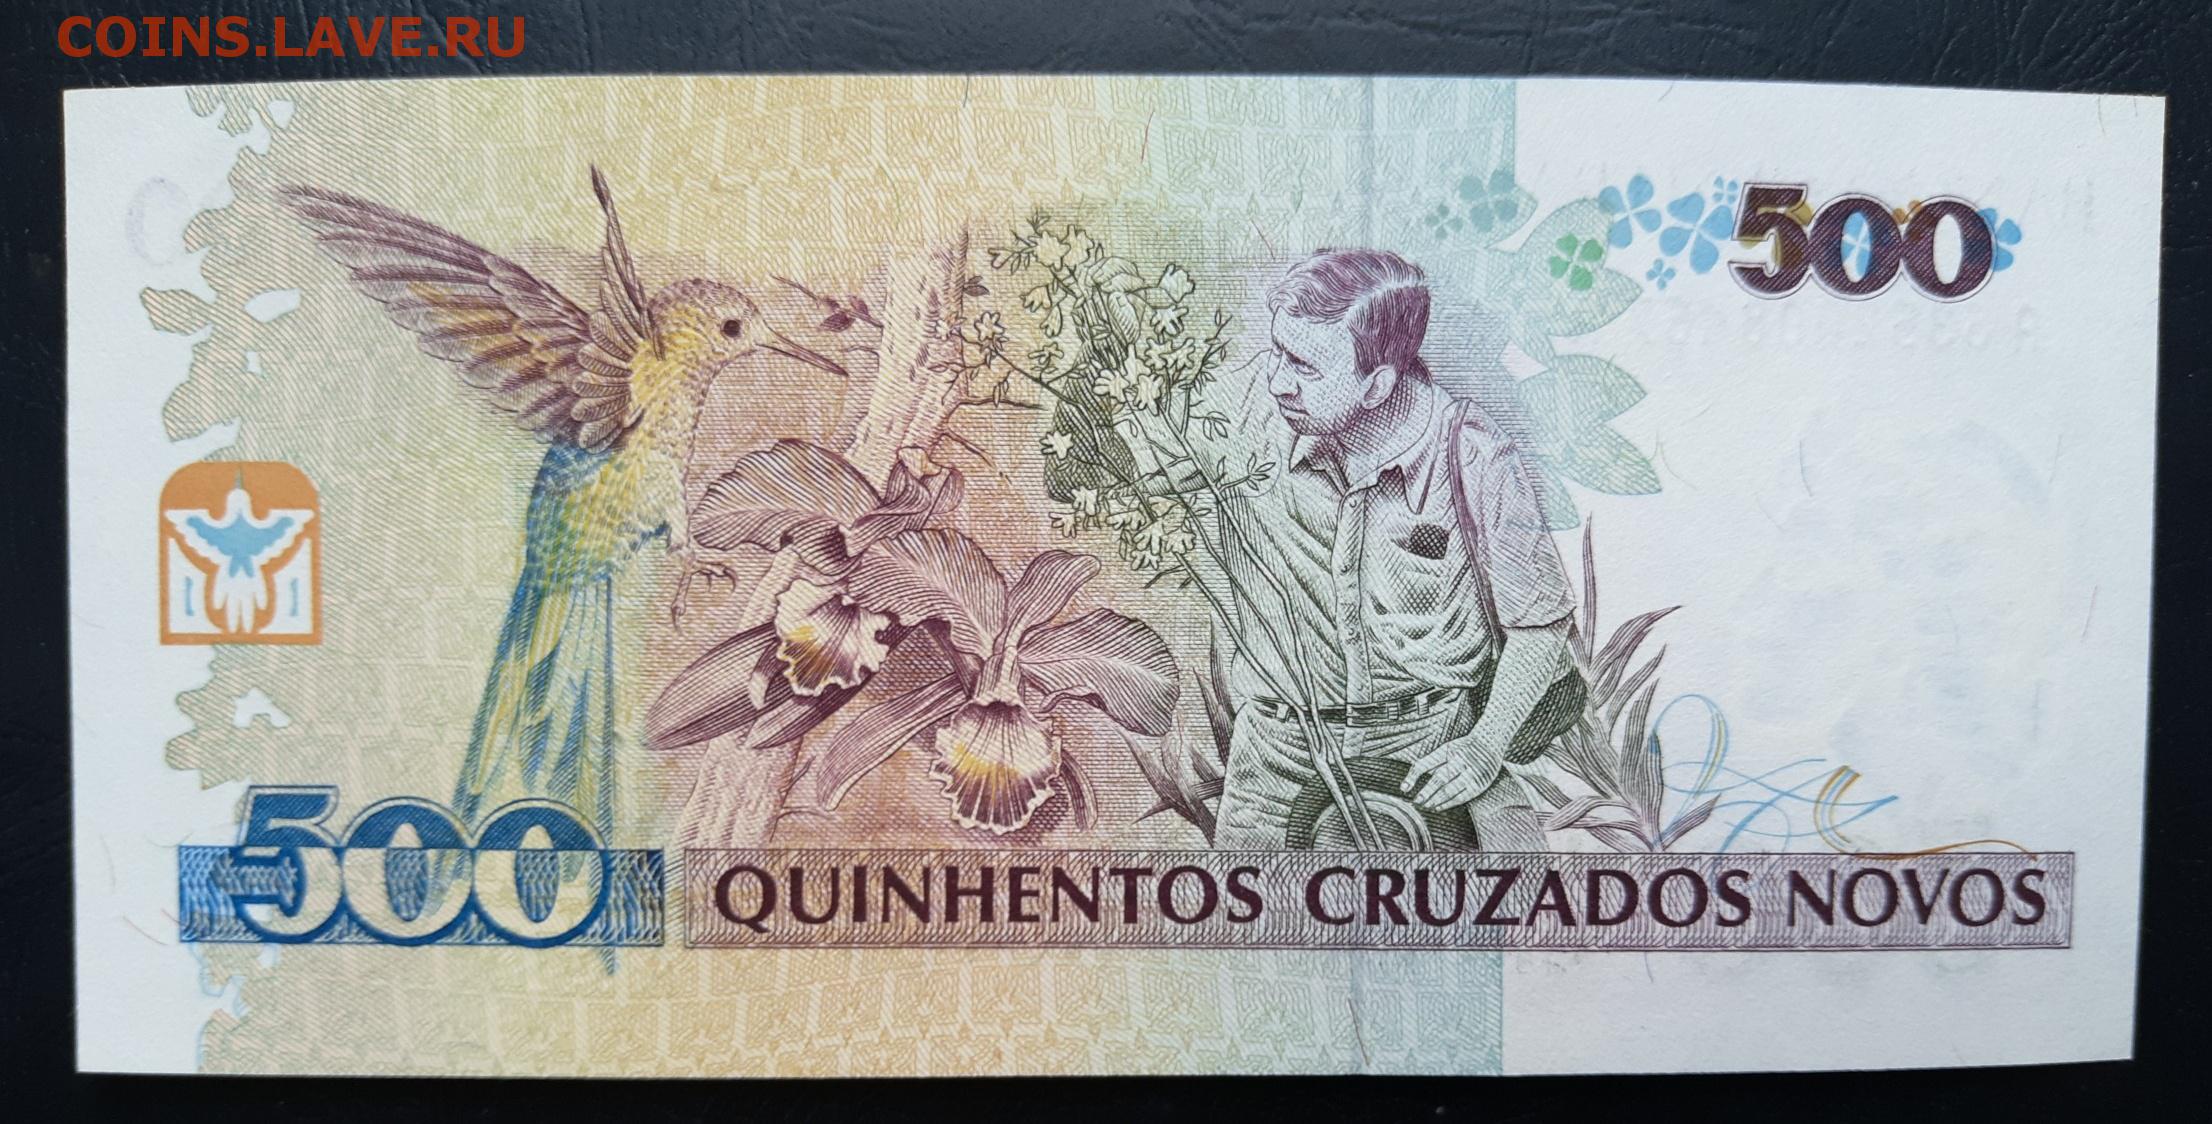 COINS.LAVE.RU
500
500
QUINHENTOS CRUZADOS NOVOS